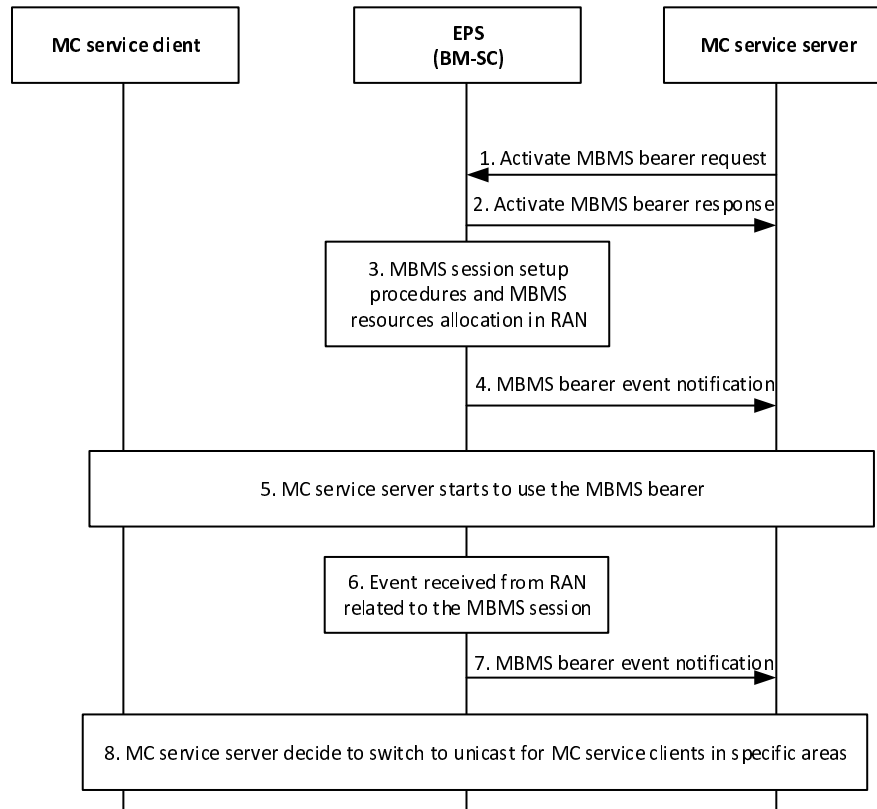 MC service client
EPS
(BM-SC)
MC service server
1. Activate MBMS bearer request
2. Activate MBMS bearer response
3. MBMS session setup
procedures and MBMS
resources allocation in RAN
4. MBMS bearer event notification
5. MC service server starts to use the MBMS bearer
6. Event received from RAN
related to the MBMS session
7. MBMS bearer event notification
8. MC service server decide to switch to unicast for MC service clients in specific areas